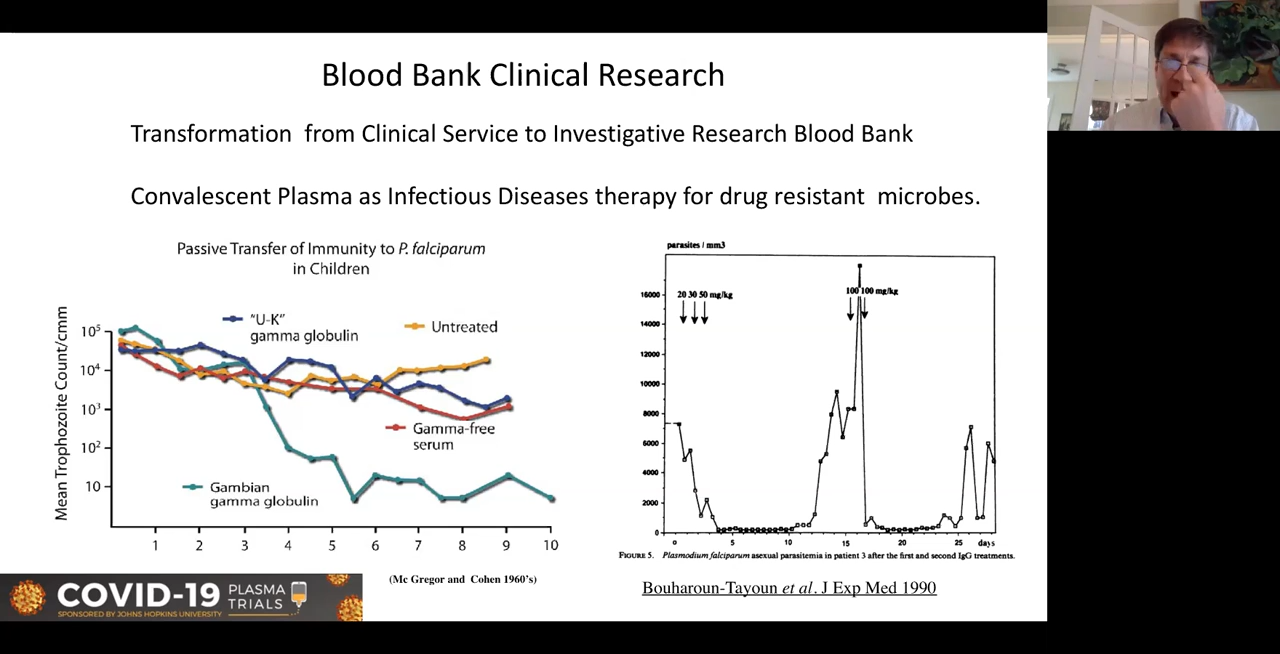 Blood Bank Clinical Research
Transformation from Clinical Service to Investigative Research Blood Bank
Convalescent Plasma as Infectious Diseases therapy for drug resistant microbes.
Passive Transfer of Immunity to P. falciparum
in Children
Mean Trophozoite Count/cmm
10⁵
10⁴
10³
10²
10
"U-K"
gamma globulin
Untreated
Gamma-free
serum
Gambian
gamma globulin
1 2 3 4 5 6 7 8 9 10
(Mc Gregor and Cohen 1960's)
parasites / mm3
20 30 50 mg/kg
100 100 mg/kg
16000
14000
12000
10000
8000
6000
4000
2000
0
0 5 10 15 20 25 days
FIGURE 5. Plasmodium falciparum asexual parasitemia in patient 3 after the first and second IgG treatments.
Bouharoun-Tayoun et al. J Exp Med 1990
COVID-19 PLASMA
TRIALS
SPONSORED BY JOHNS HOPKINS UNIVERSITY